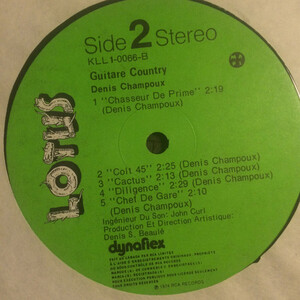 Side 2 Stereo
KLL1-0066-B
Guitare Country
Denis Champoux
1 "Chasseur De Prime" 2:19
(Denis Champoux)
LOTUS
2 "Colt 45" 2:25 (Denis Champoux)
3 "Cactus" 2:13 (Denis Champoux)
4 "Diligence" 2:29 (Denis Champoux)
5 "Chef De Gare" 2:10
(Denis Champoux)
Ingénieur Du Son: John Curl
Production Et Direction Artistique:
Denis S. Beaulé
dynaflex